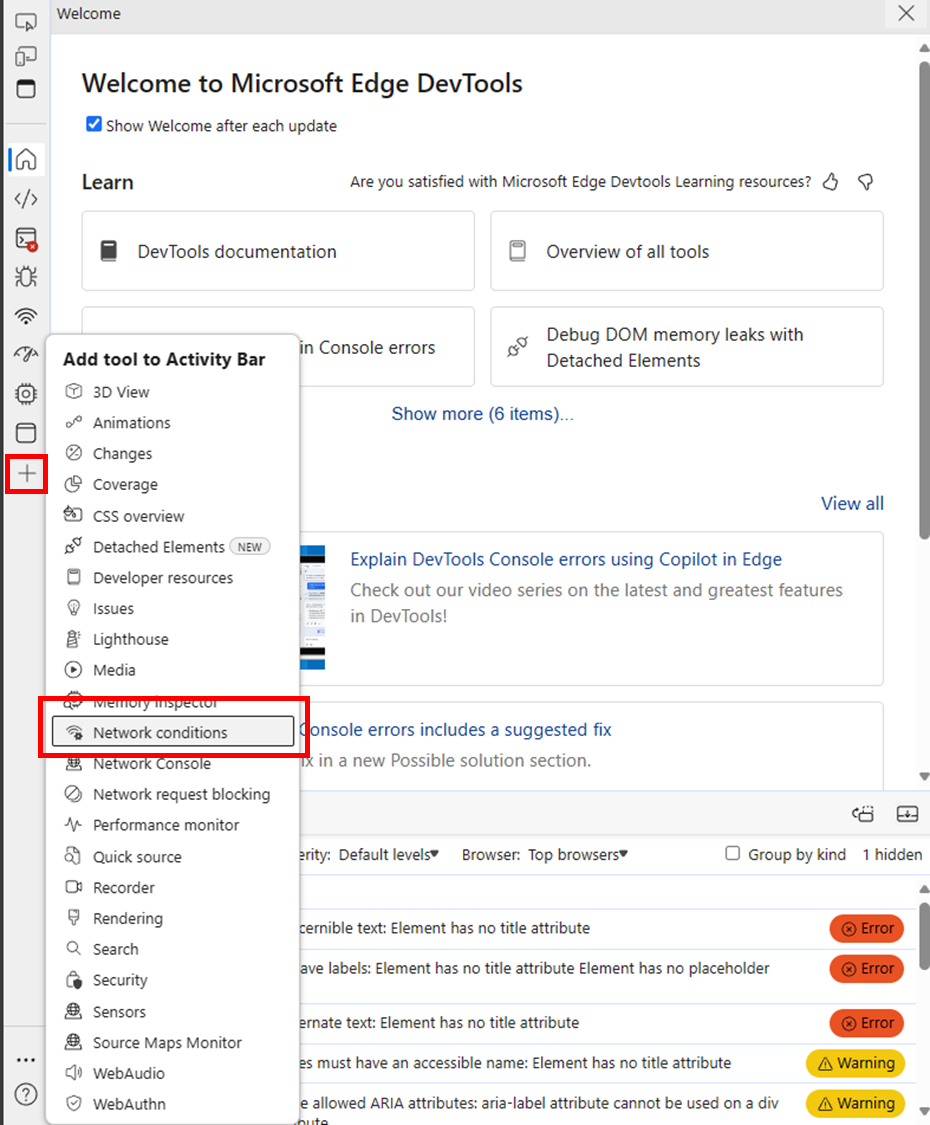 Welcome
Welcome to Microsoft Edge DevTools
Show Welcome after each update
Learn
Are you satisfied with Microsoft Edge Devtools Learning resources?
DevTools documentation
Overview of all tools
in Console errors
Debug DOM memory leaks with
Detached Elements
Show more (6 items)...
View all
Explain DevTools Console errors using Copilot in Edge
Check out our video series on the latest and greatest features
in DevTools!
Console errors includes a suggested fix
in a new Possible solution section.
Add tool to Activity Bar
3D View
Animations
Changes
Coverage
CSS overview
Detached Elements NEW
Developer resources
Issues
Lighthouse
Media
Memory Inspector
Network conditions
Network Console
Network request blocking
Performance monitor
Quick source
Recorder
Rendering
Search
Security
Sensors
Source Maps Monitor
WebAudio
WebAuthn
erity: Default levels Browser: Top browsers Group by kind 1 hidden
cernible text: Element has no title attribute Error
ave labels: Element has no title attribute Element has no placeholder Error
ernate text: Element has no title attribute Error
es must have an accessible name: Element has no title attribute Warning
e allowed ARIA attributes: aria-label attribute cannot be used on a div Warning